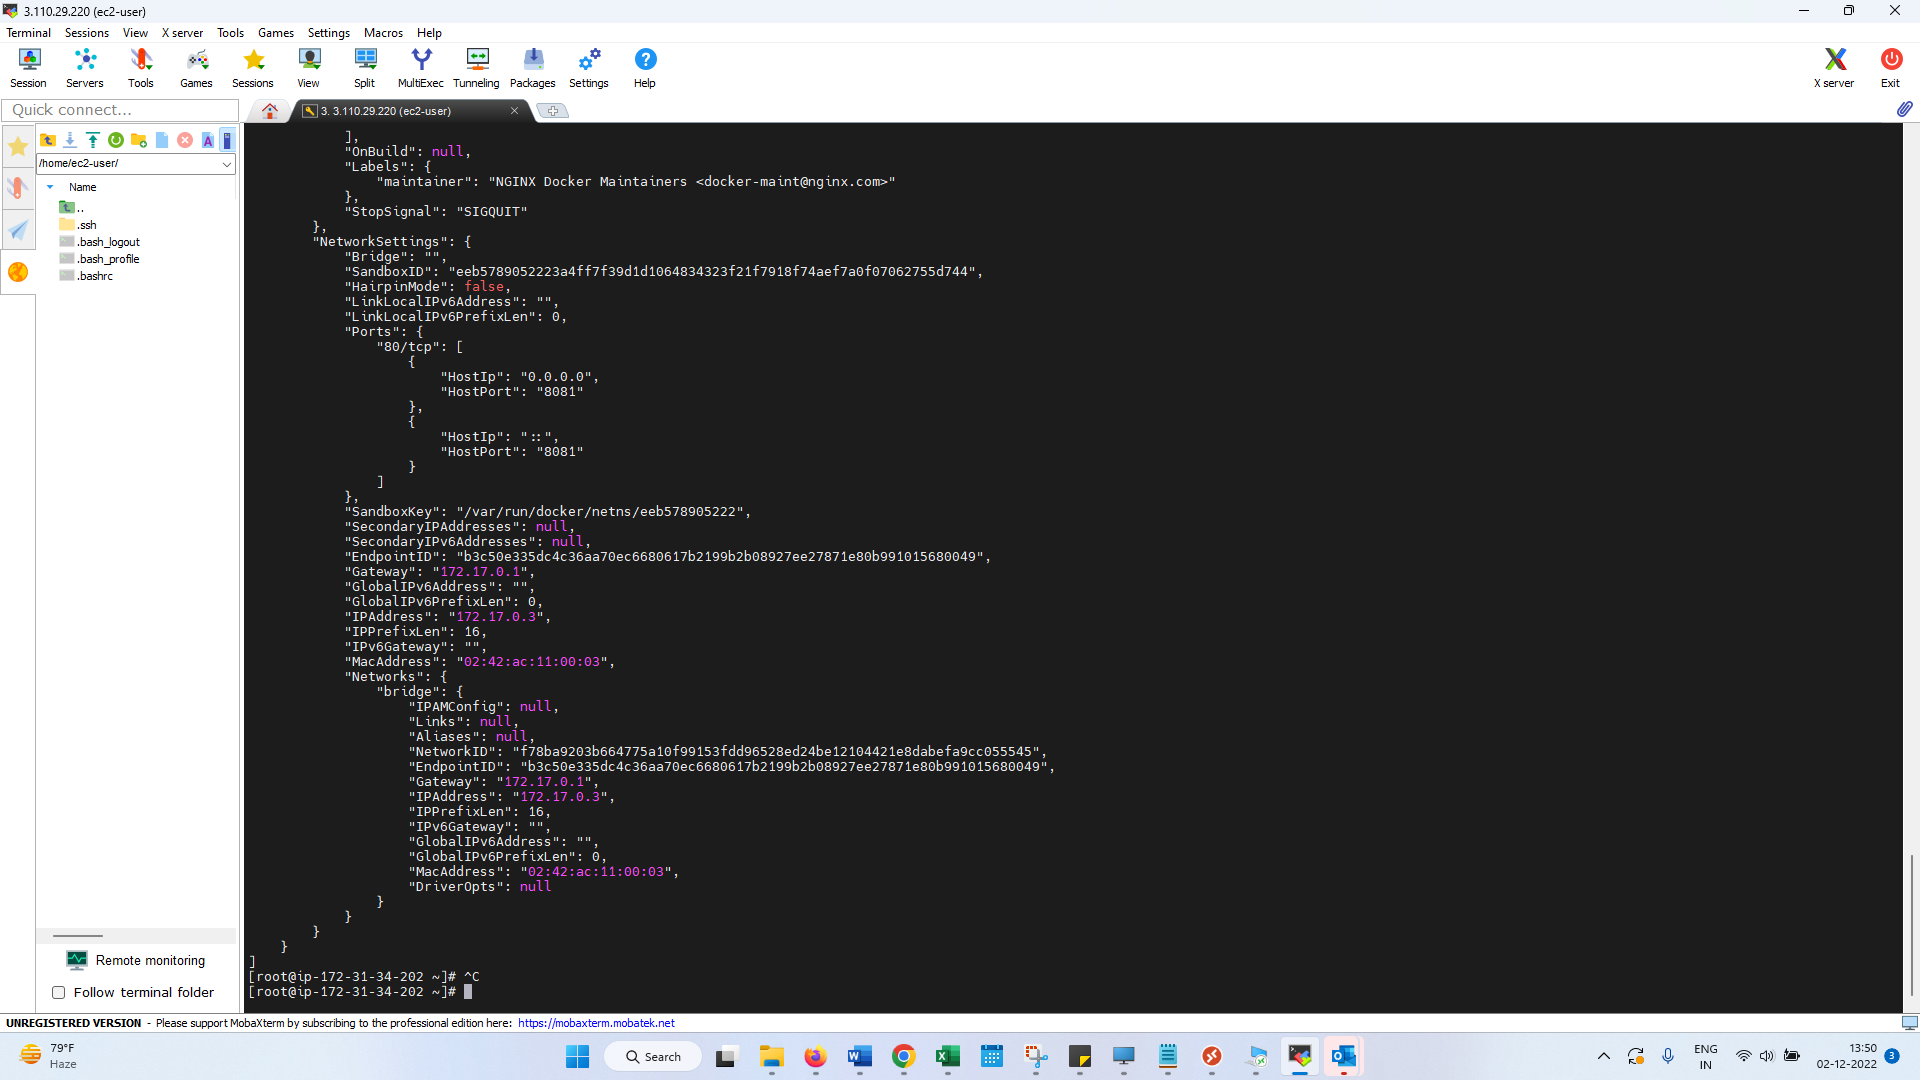 3.110.29.220 (ec2-user)
Terminal Sessions View X server Tools Games Settings Macros Help
Session Servers Tools Games Sessions View Split MultiExec Tunneling Packages Settings Help X server Exit
Quick connect...
3. 3.110.29.220 (ec2-user)
/home/ec2-user/
Name
..
.ssh
.bash_logout
.bash_profile
.bashrc
Remote monitoring
Follow terminal folder
],
"OnBuild": null,
"Labels": {
"maintainer": "NGINX Docker Maintainers <docker-maint@nginx.com>"
},
"StopSignal": "SIGQUIT"
},
"NetworkSettings": {
"Bridge": "",
"SandboxID": "eeb5789052223a4ff7f39d1d1064834323f21f7918f74aef7a0f07062755d744",
"HairpinMode": false,
"LinkLocalIPv6Address": "",
"LinkLocalIPv6PrefixLen": 0,
"Ports": {
"80/tcp": [
{
"HostIp": "0.0.0.0",
"HostPort": "8081"
},
{
"HostIp": "::",
"HostPort": "8081"
}
]
},
"SandboxKey": "/var/run/docker/netns/eeb578905222",
"SecondaryIPAddresses": null,
"SecondaryIPv6Addresses": null,
"EndpointID": "b3c50e335dc4c36aa70ec6680617b2199b2b08927ee27871e80b991015680049",
"Gateway": "172.17.0.1",
"GlobalIPv6Address": "",
"GlobalIPv6PrefixLen": 0,
"IPAddress": "172.17.0.3",
"IPPrefixLen": 16,
"IPv6Gateway": "",
"MacAddress": "02:42:ac:11:00:03",
"Networks": {
"bridge": {
"IPAMConfig": null,
"Links": null,
"Aliases": null,
"NetworkID": "f78ba9203b664775a10f99153fdd96528ed24be12104421e8dabefa9cc055545",
"EndpointID": "b3c50e335dc4c36aa70ec6680617b2199b2b08927ee27871e80b991015680049",
"Gateway": "172.17.0.1",
"IPAddress": "172.17.0.3",
"IPPrefixLen": 16,
"IPv6Gateway": "",
"GlobalIPv6Address": "",
"GlobalIPv6PrefixLen": 0,
"MacAddress": "02:42:ac:11:00:03",
"DriverOpts": null
}
}
}
}
]
[root@ip-172-31-34-202 ~]# ^C
[root@ip-172-31-34-202 ~]#
UNREGISTERED VERSION - Please support MobaXterm by subscribing to the professional edition here: https://mobaxterm.mobatek.net
79°F
Haze
Search
ENG
IN
13:50
02-12-2022
3